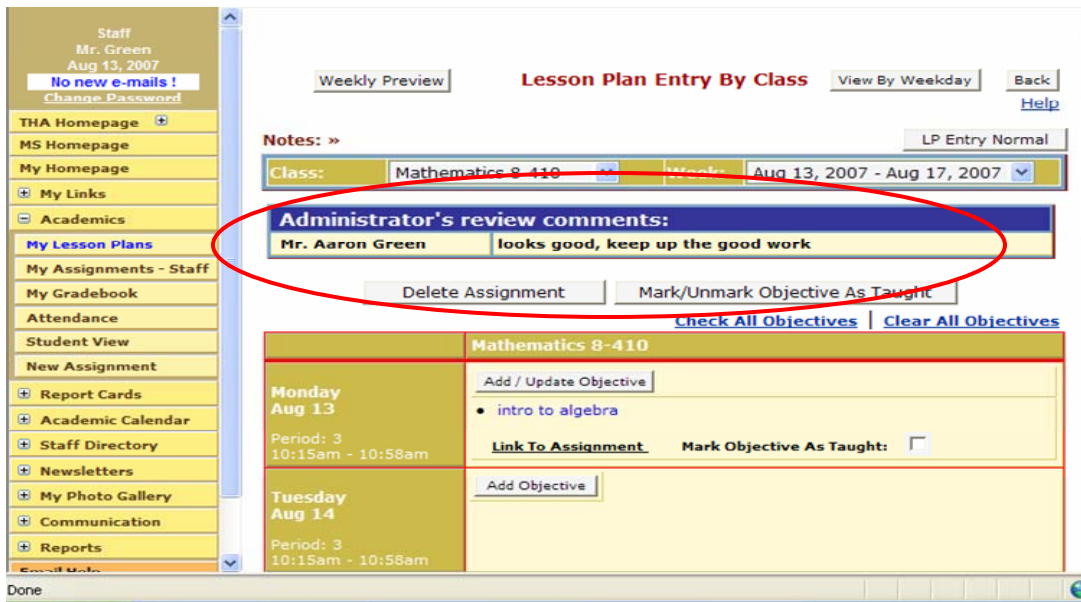 Staff
Mr. Green
Aug 13, 2007
No new e-mails !
Change Password
THA Homepage
MS Homepage
My Homepage
My Links
Academics
My Lesson Plans
My Assignments - Staff
My Gradebook
Attendance
Student View
New Assignment
Report Cards
Academic Calendar
Staff Directory
Newsletters
My Photo Gallery
Communication
Reports
Email Help
Weekly Preview
Lesson Plan Entry By Class
View By Weekday
Back
Help
Notes: »
LP Entry Normal
Class: Mathematics 8-410 Week: Aug 13, 2007 - Aug 17, 2007
Administrator's review comments:
Mr. Aaron Green looks good, keep up the good work
Delete Assignment Mark/Unmark Objective As Taught
Check All Objectives | Clear All Objectives
Mathematics 8-410
Monday
Aug 13
Period: 3
10:15am - 10:58am
Add / Update Objective
• intro to algebra
Link To Assignment Mark Objective As Taught:
Tuesday
Aug 14
Period: 3
10:15am - 10:58am
Add Objective
Done